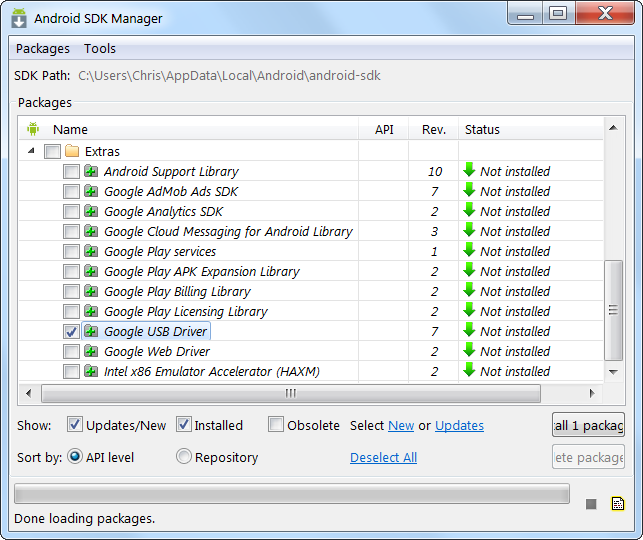 Android SDK Manager
Packages Tools
SDK Path: C:\Users\Chris\AppData\Local\Android\android-sdk
Packages
Name API Rev. Status
Extras
Android Support Library 10 Not installed
Google AdMob Ads SDK 7 Not installed
Google Analytics SDK 2 Not installed
Google Cloud Messaging for Android Library 3 Not installed
Google Play services 1 Not installed
Google Play APK Expansion Library 2 Not installed
Google Play Billing Library 2 Not installed
Google Play Licensing Library 2 Not installed
Google USB Driver 7 Not installed
Google Web Driver 2 Not installed
Intel x86 Emulator Accelerator (HAXM) 2 Not installed
Show: Updates/New Installed Obsolete Select New or Updates all 1 packag
Sort by: API level Repository Deselect All ete package
Done loading packages.